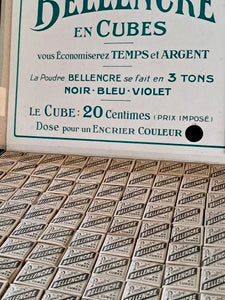 BELLENCRE
EN CUBES
vous Économiserez TEMPS et ARGENT
La Poudre BELLENCRE se fait en 3 TONS
NOIR - BLEU - VIOLET
LE CUBE : 20 Centimes (PRIX IMPOSÉ)
Dose pour un ENCRIER COULEUR
BELLENCRE